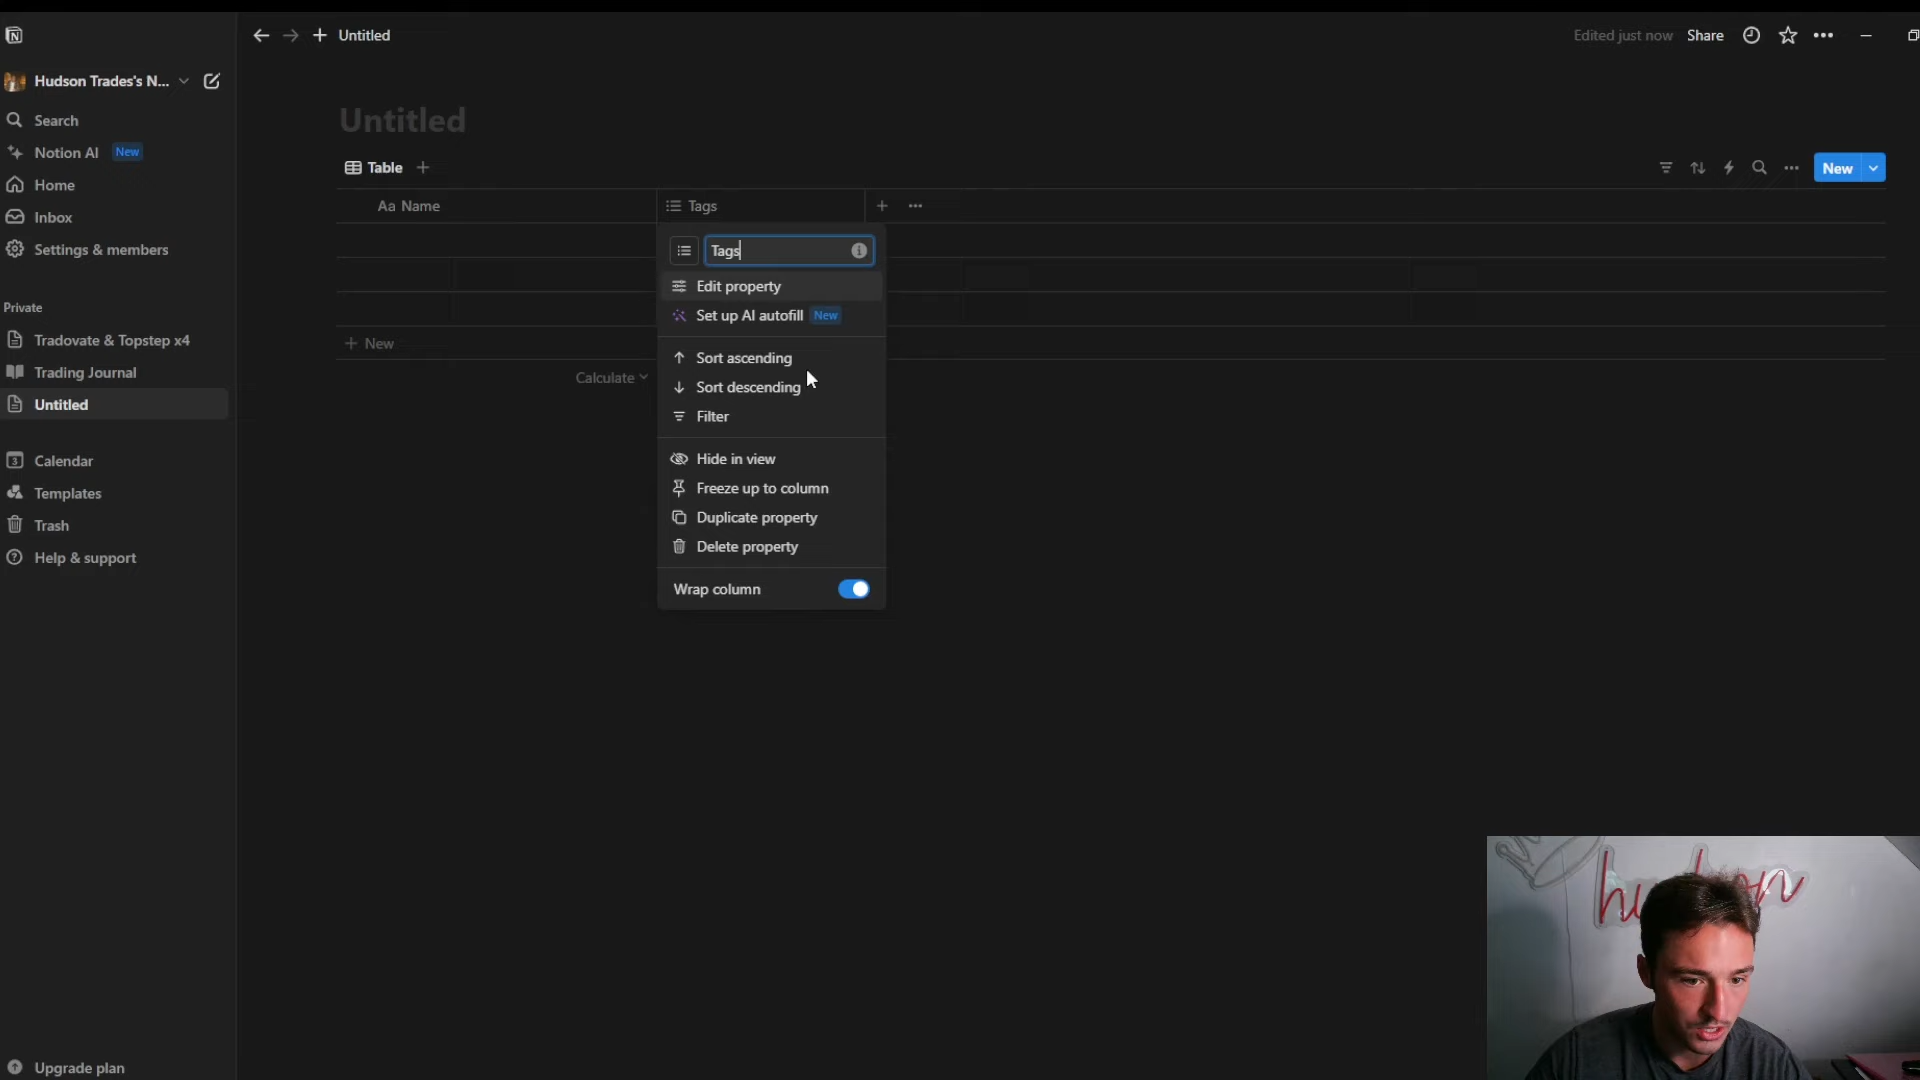 Untitled
Edited just now Share
Hudson Trades's N...
Search
Notion AI New
Home
Inbox
Settings & members
Private
Tradovate & Topstep x4
Trading Journal
Untitled
Calendar
Templates
Trash
Help & support
Upgrade plan
Untitled
Table
New
Aa Name
Tags
New
Calculate
Tags
Edit property
Set up AI autofill New
Sort ascending
Sort descending
Filter
Hide in view
Freeze up to column
Duplicate property
Delete property
Wrap column